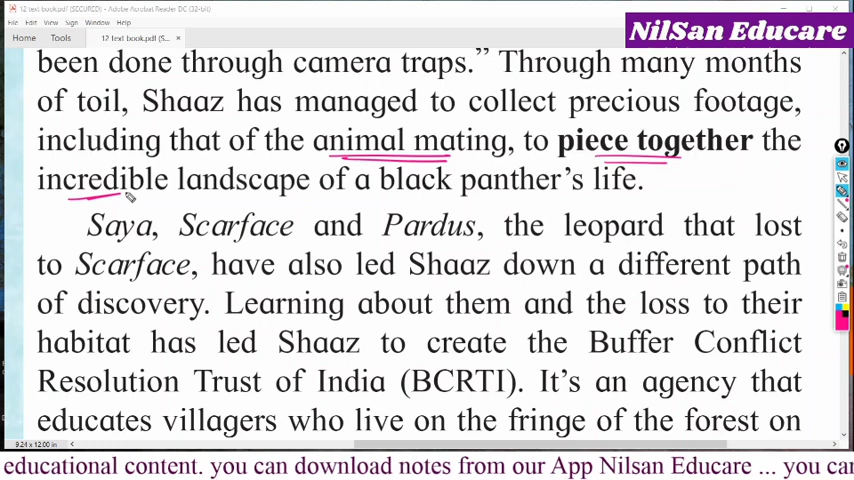 12 text book.pdf (SECURED) - Adobe Acrobat Reader DC (32-bit)
File Edit View Sign Window Help
Home Tools 12 text book.pdf (S... ×
NilSan Educare
been done through camera traps.” Through many months
of toil, Shaaz has managed to collect precious footage,
including that of the animal mating, to piece together the
incredible landscape of a black panther’s life.
Saya, Scarface and Pardus, the leopard that lost
to Scarface, have also led Shaaz down a different path
of discovery. Learning about them and the loss to their
habitat has led Shaaz to create the Buffer Conflict
Resolution Trust of India (BCRTI). It’s an agency that
educates villagers who live on the fringe of the forest on
9.24 x 12.00 in
educational content. you can download notes from our App Nilsan Educare ... you car